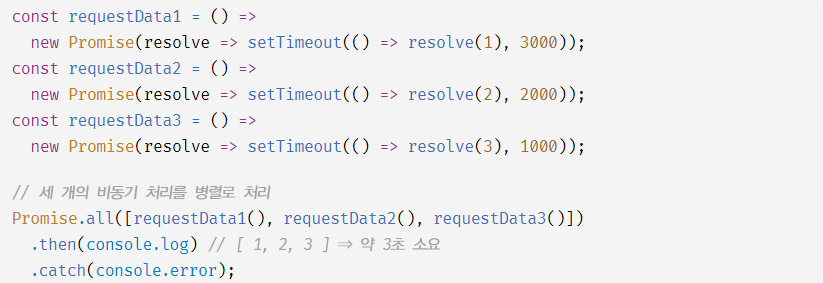 const requestData1 = () =>
  new Promise(resolve => setTimeout(() => resolve(1), 3000));
const requestData2 = () =>
  new Promise(resolve => setTimeout(() => resolve(2), 2000));
const requestData3 = () =>
  new Promise(resolve => setTimeout(() => resolve(3), 1000));

// 세 개의 비동기 처리를 병렬로 처리
Promise.all([requestData1(), requestData2(), requestData3()])
  .then(console.log) // [ 1, 2, 3 ] ⇒ 약 3초 소요
  .catch(console.error);